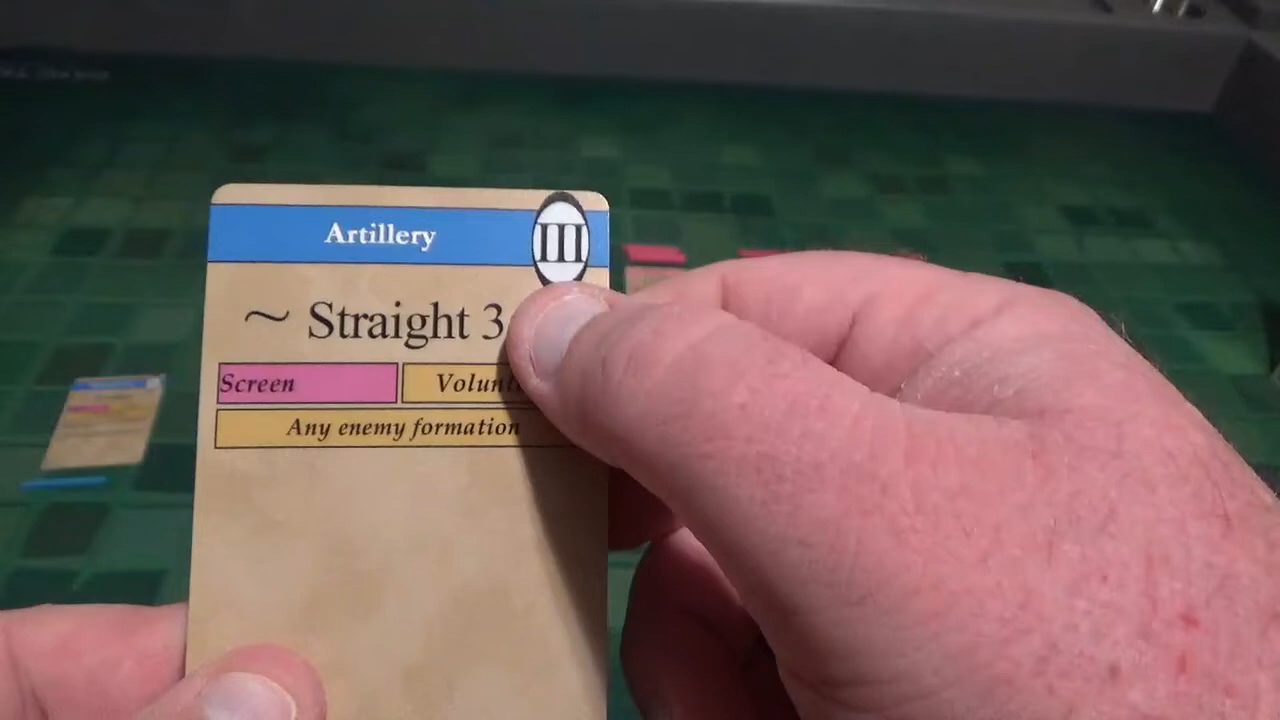 Artillery
III
~ Straight 3
Screen
Any enemy formation